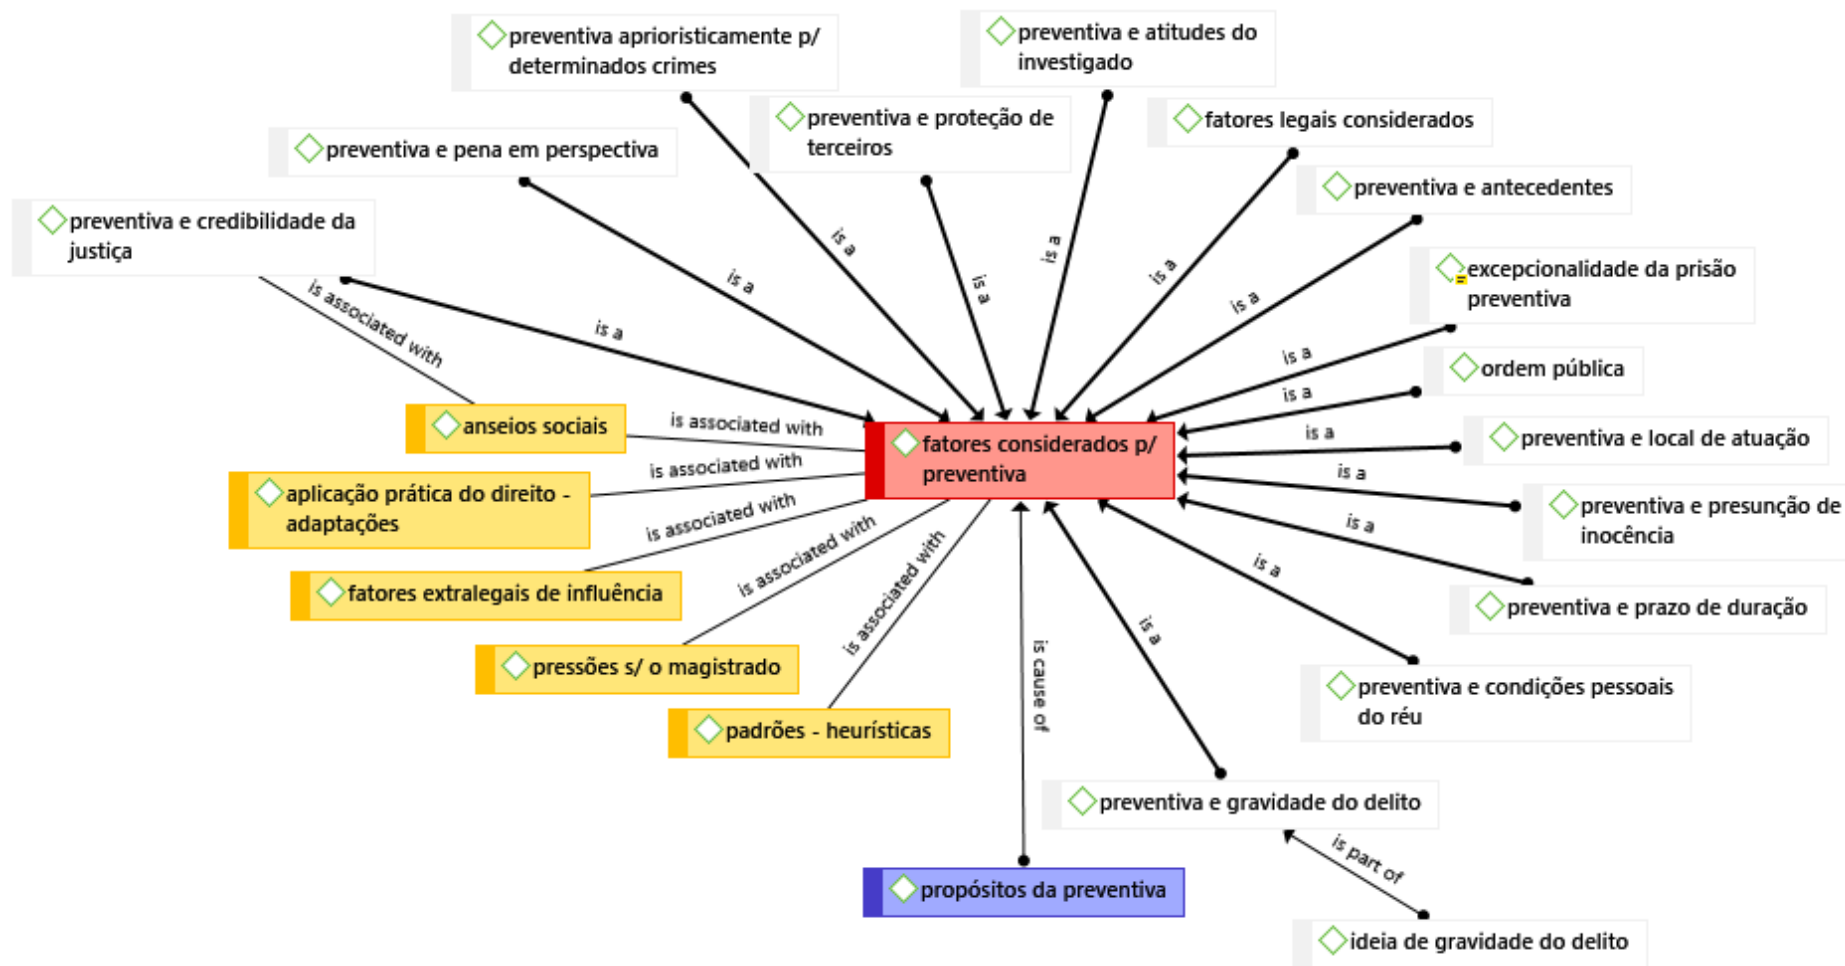 preventiva aprioristicamente p/
determinados crimes
preventiva e atitudes do
investigado
preventiva e proteção de
terceiros
fatores legais considerados
preventiva e pena em perspectiva
preventiva e antecedentes
preventiva e credibilidade da
justiça
excepcionalidade da prisão
preventiva
is a
is a
is a
is a
is a
is a
is a
is a
is a
is associated with
ordem pública
anseios sociais
is associated with
fatores considerados p/
preventiva
is a
preventiva e local de atuação
is associated with
is a
aplicação prática do direito -
adaptações
preventiva e presunção de
inocência
is associated with
is a
fatores extralegais de influência
is associated with
is associated with
is a
preventiva e prazo de duração
pressões s/ o magistrado
is cause of
is a
preventiva e condições pessoais
do réu
padrões - heurísticas
preventiva e gravidade do delito
propósitos da preventiva
is part of
ideia de gravidade do delito